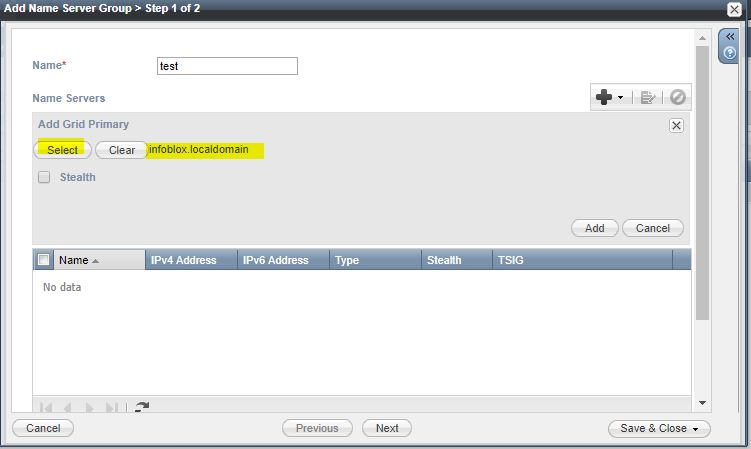 Add Name Server Group > Step 1 of 2
Name* test
Name Servers
Add Grid Primary
Select Clear infoblox.localdomain
Stealth
Add Cancel
Name IPv4 Address IPv6 Address Type Stealth TSIG
No data
Cancel Previous Next Save & Close